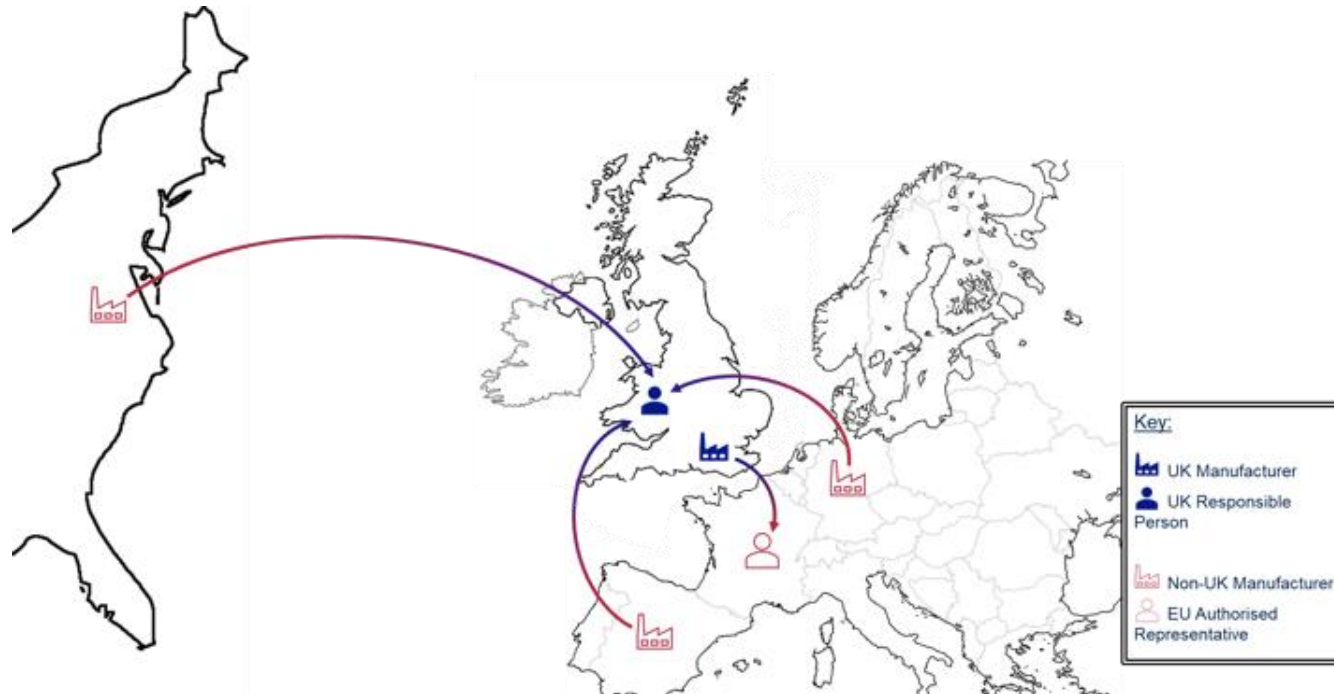 Key:
UK Manufacturer
UK Responsible
Person
Non-UK Manufacturer
EU Authorised
Representative